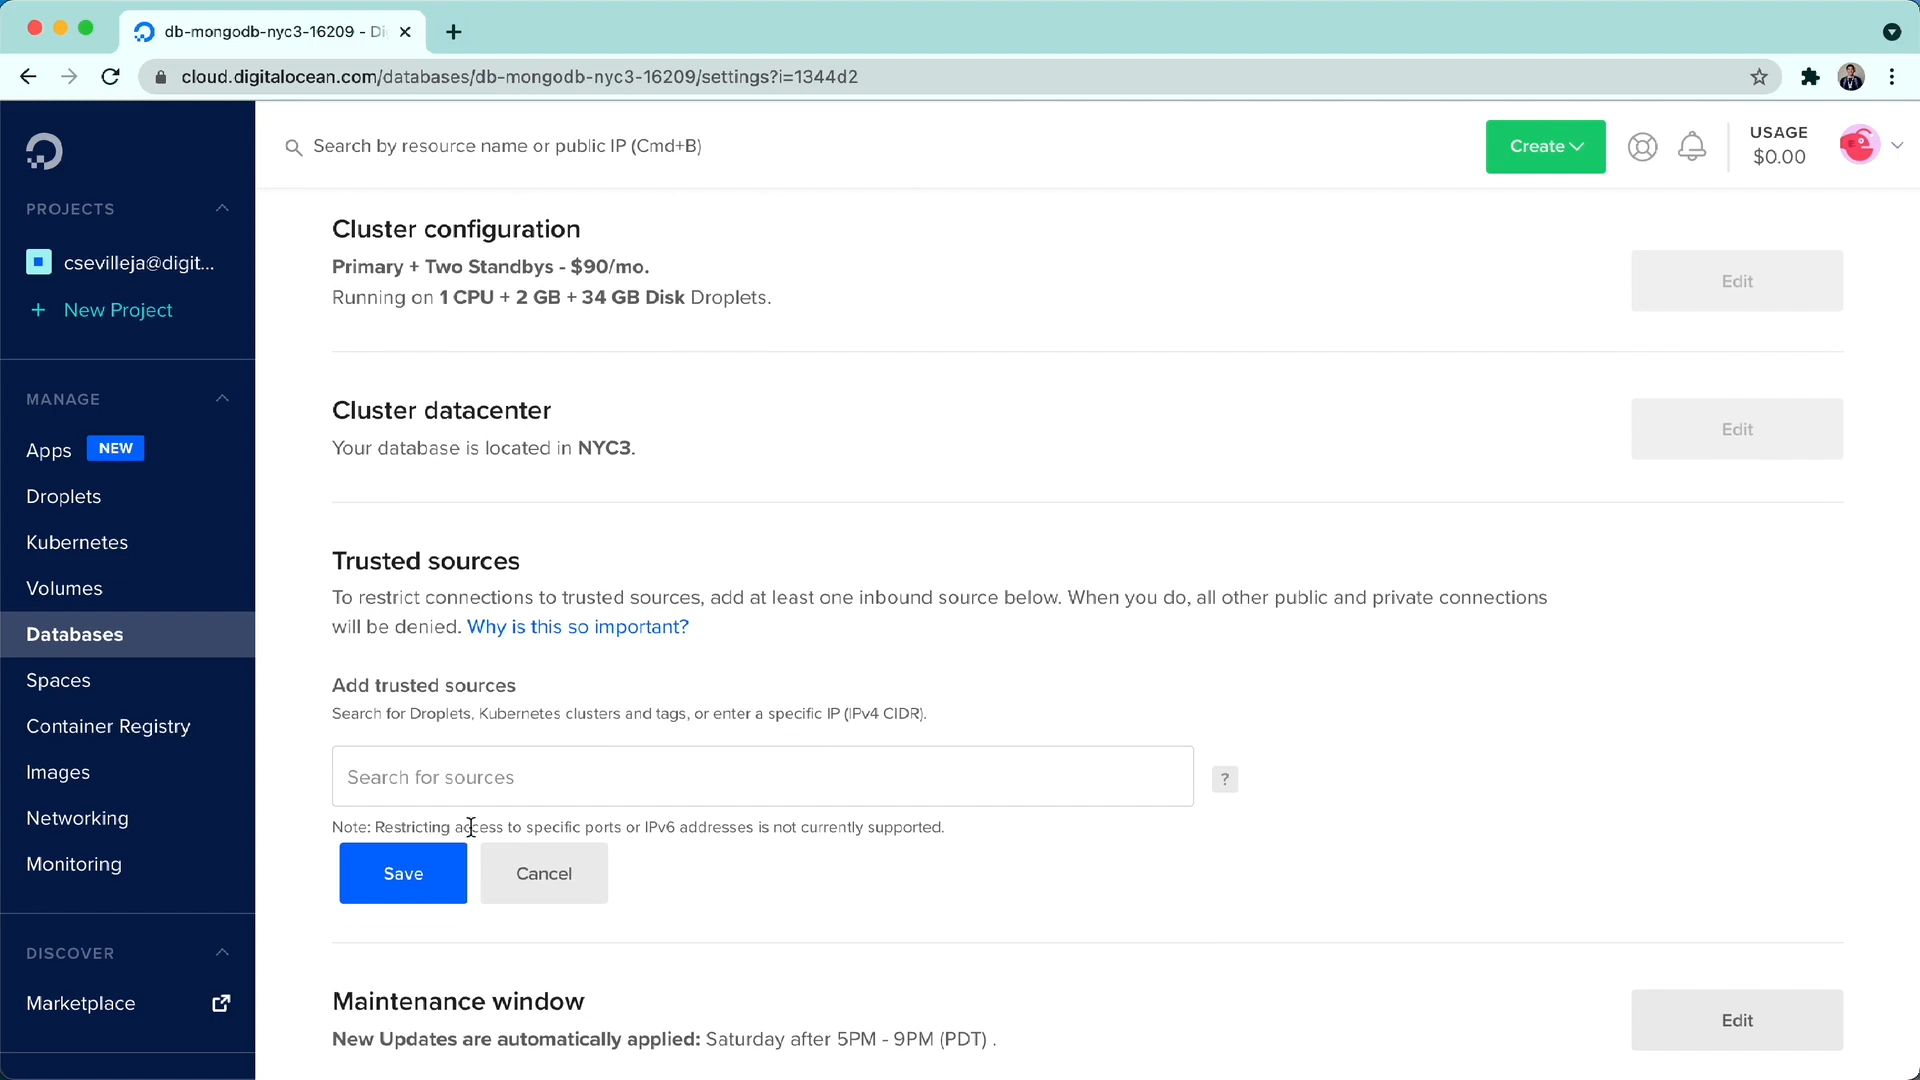 db-mongodb-nyc3-16209 - Di
cloud.digitalocean.com/databases/db-mongodb-nyc3-16209/settings?i=1344d2
Search by resource name or public IP (Cmd+B)
Create
USAGE
$0.00
PROJECTS
csevilleja@digit...
+ New Project
MANAGE
Apps NEW
Droplets
Kubernetes
Volumes
Databases
Spaces
Container Registry
Images
Networking
Monitoring
DISCOVER
Marketplace
Cluster configuration
Primary + Two Standbys - $90/mo.
Running on 1 CPU + 2 GB + 34 GB Disk Droplets.
Edit
Cluster datacenter
Your database is located in NYC3.
Edit
Trusted sources
To restrict connections to trusted sources, add at least one inbound source below. When you do, all other public and private connections
will be denied. Why is this so important?
Add trusted sources
Search for Droplets, Kubernetes clusters and tags, or enter a specific IP (IPv4 CIDR).
Search for sources
?
Note: Restricting access to specific ports or IPv6 addresses is not currently supported.
Save
Cancel
Maintenance window
New Updates are automatically applied: Saturday after 5PM - 9PM (PDT) .
Edit